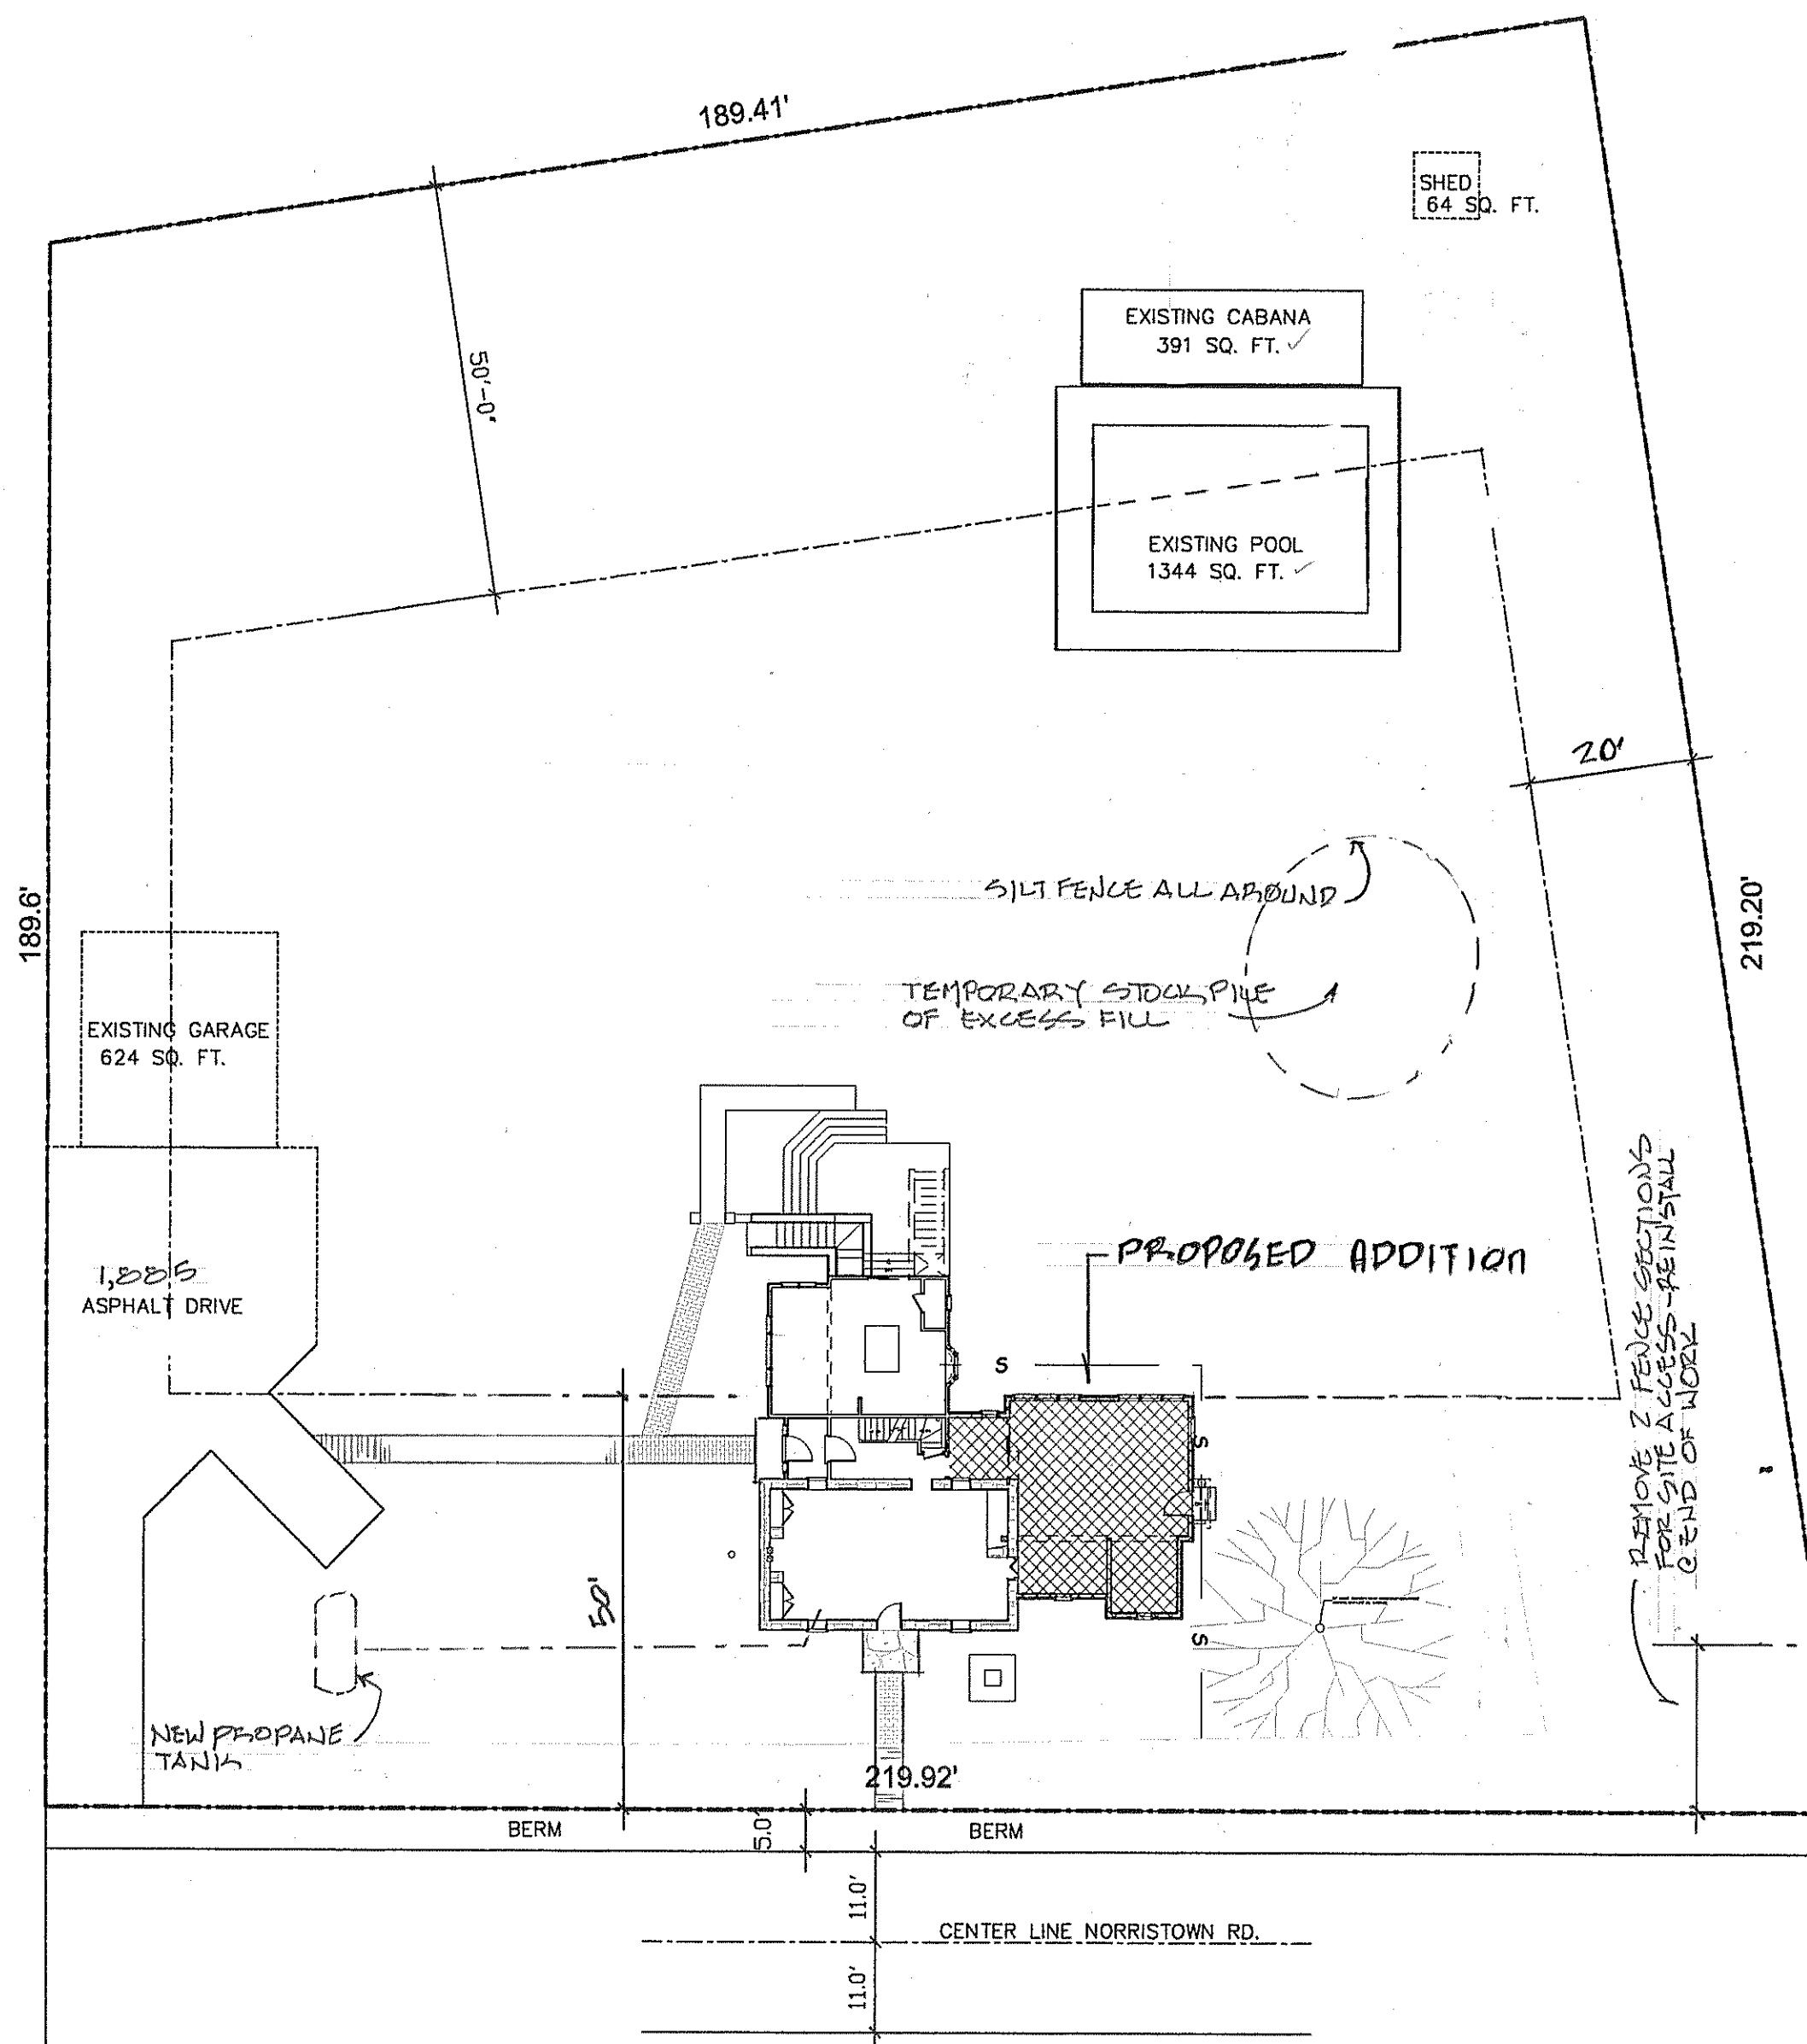 189.41'
SHED
64 SQ. FT.
EXISTING CABANA
391 SQ. FT. ✓
50'-0"
EXISTING POOL
1344 SQ. FT. ✓
20'
189.6'
219.20'
SILT FENCE ALL AROUND
TEMPORARY STOCKPILE
OF EXCESS FILL
EXISTING GARAGE
624 SQ. FT.
1,885
ASPHALT DRIVE
PROPOSED ADDITION
REMOVE 2 FENCE SECTIONS
FOR SITE ACCESS-REINSTALL
@ END OF WORK
S
S
S
50'
NEW PROPANE
TANK
219.92'
BERM
5.0'
BERM
11.0'
CENTER LINE NORRISTOWN RD.
11.0'